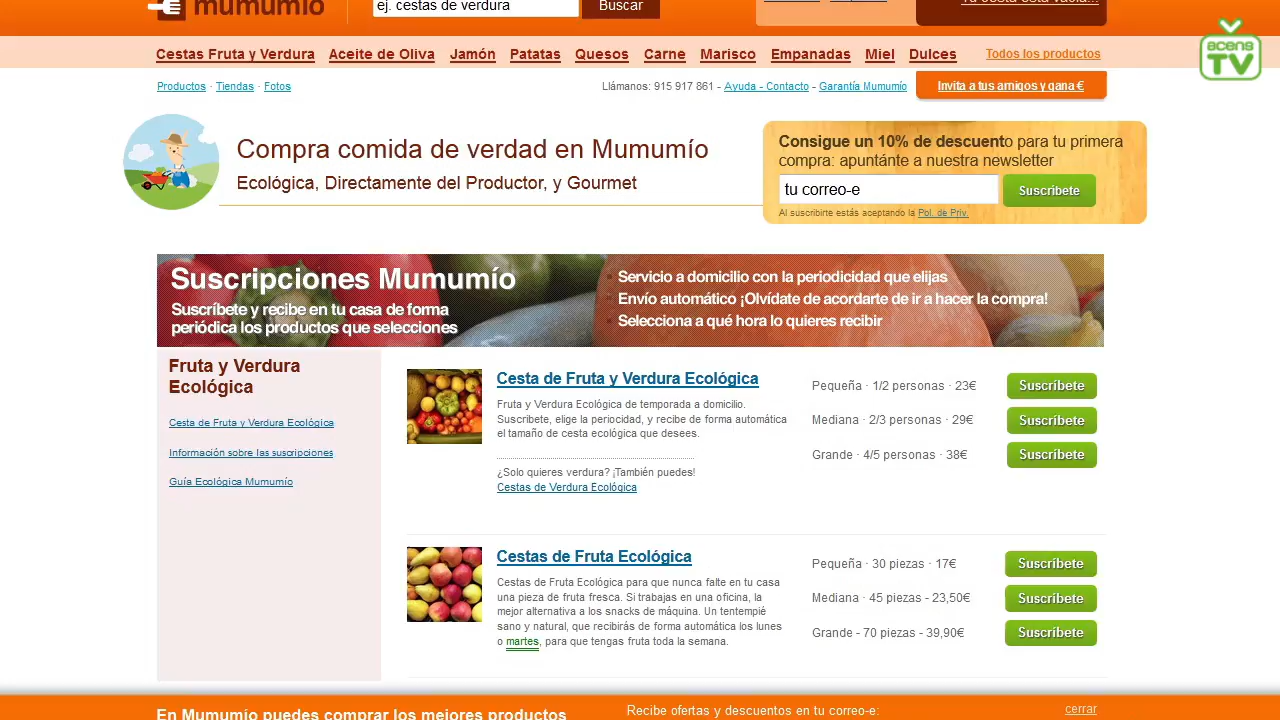 mumumío
ej. cestas de verdura
Buscar
Tu cesta está vacía...
Cestas Fruta y Verdura Aceite de Oliva Jamón Patatas Quesos Carne Marisco Empanadas Miel Dulces Todos los productos
acens
TV
Productos · Tiendas · Fotos
Llámanos: 915 917 861 - Ayuda - Contacto - Garantía Mumumío
Invita a tus amigos y gana €
Compra comida de verdad en Mumumío
Ecológica, Directamente del Productor, y Gourmet
Consigue un 10% de descuento para tu primera
compra: apuntánte a nuestra newsletter
tu correo-e
Suscríbete
Al suscribirte estás aceptando la Pol. de Priv.
Suscripciones Mumumío
Suscríbete y recibe en tu casa de forma
periódica los productos que selecciones
Servicio a domicilio con la periodicidad que elijas
Envío automático ¡Olvídate de acordarte de ir a hacer la compra!
Selecciona a qué hora lo quieres recibir
Fruta y Verdura
Ecológica
Cesta de Fruta y Verdura Ecológica
Información sobre las suscripciones
Guía Ecológica Mumumío
Cesta de Fruta y Verdura Ecológica
Fruta y Verdura Ecológica de temporada a domicilio.
Suscribete, elige la periocidad, y recibe de forma automática
el tamaño de cesta ecológica que desees.
¿Solo quieres verdura? ¡También puedes!
Cestas de Verdura Ecológica
Pequeña · 1/2 personas · 23€ Suscríbete
Mediana · 2/3 personas · 29€ Suscríbete
Grande · 4/5 personas · 38€ Suscríbete
Cestas de Fruta Ecológica
Cestas de Fruta Ecológica para que nunca falte en tu casa
una pieza de fruta fresca. Si trabajas en una oficina, la
mejor alternativa a los snacks de máquina. Un tentempié
sano y natural, que recibirás de forma automática los lunes
o martes, para que tengas fruta toda la semana.
Pequeña · 30 piezas · 17€ Suscríbete
Mediana · 45 piezas - 23,50€ Suscríbete
Grande - 70 piezas - 39,90€ Suscríbete
En Mumumío puedes comprar los mejores productos
Recibe ofertas y descuentos en tu correo-e:
cerrar